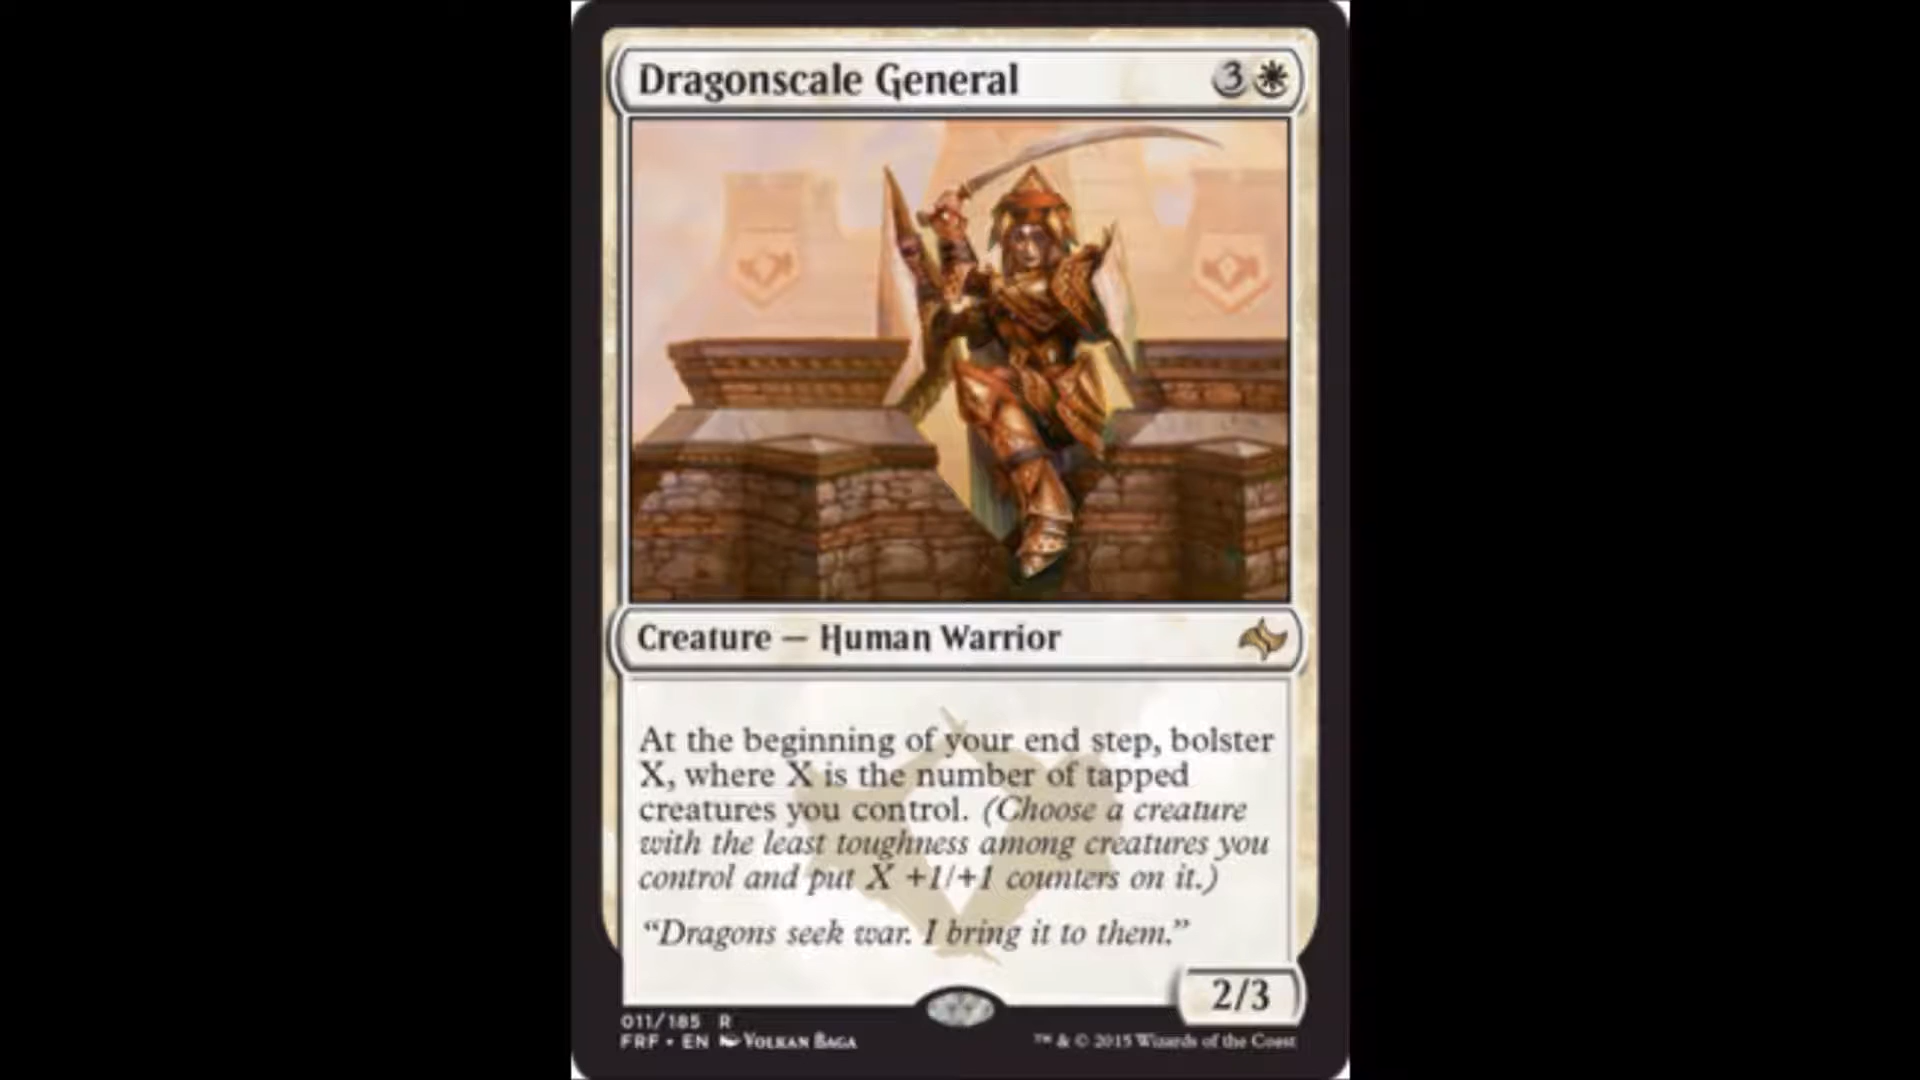 Dragonscale General 3
Creature — Human Warrior
At the beginning of your end step, bolster
X, where X is the number of tapped
creatures you control. (Choose a creature
with the least toughness among creatures you
control and put X +1/+1 counters on it.)
“Dragons seek war. I bring it to them.”
2/3
011/185 R
FRF • EN VOLKAN BAGA
™ & © 2015 Wizards of the Coast